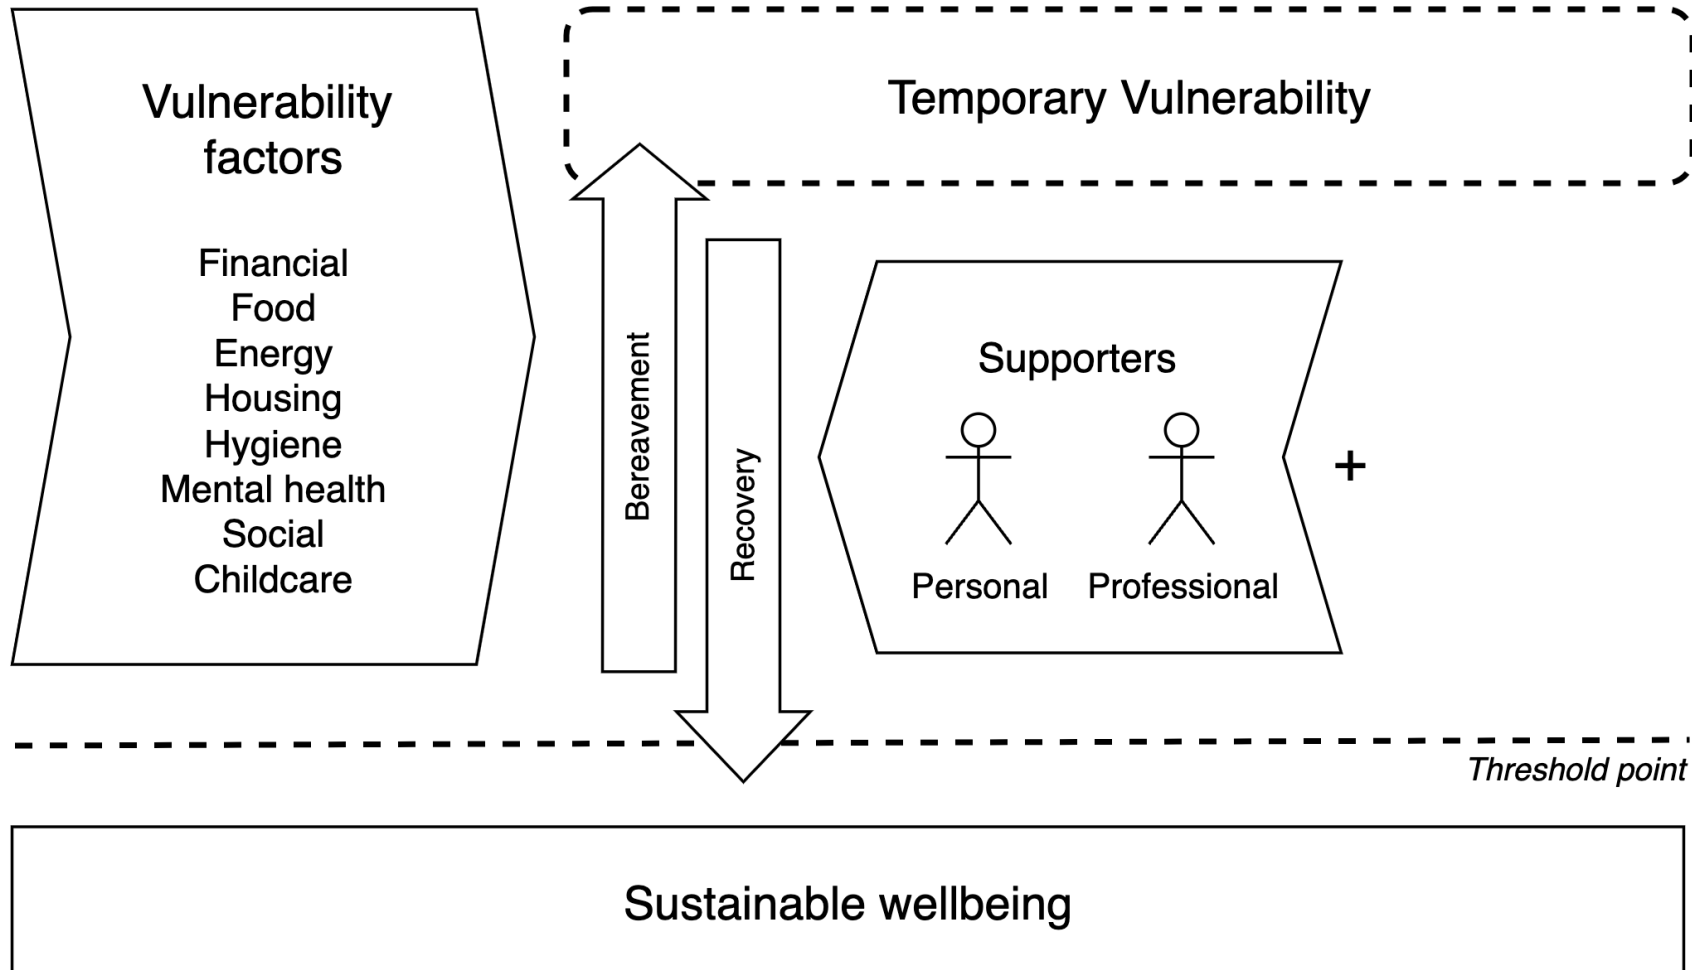 Vulnerability
factors
Financial
Food
Energy
Housing
Hygiene
Mental health
Social
Childcare
Temporary Vulnerability
Bereavement
Recovery
Supporters
Personal Professional
+
Threshold point
Sustainable wellbeing